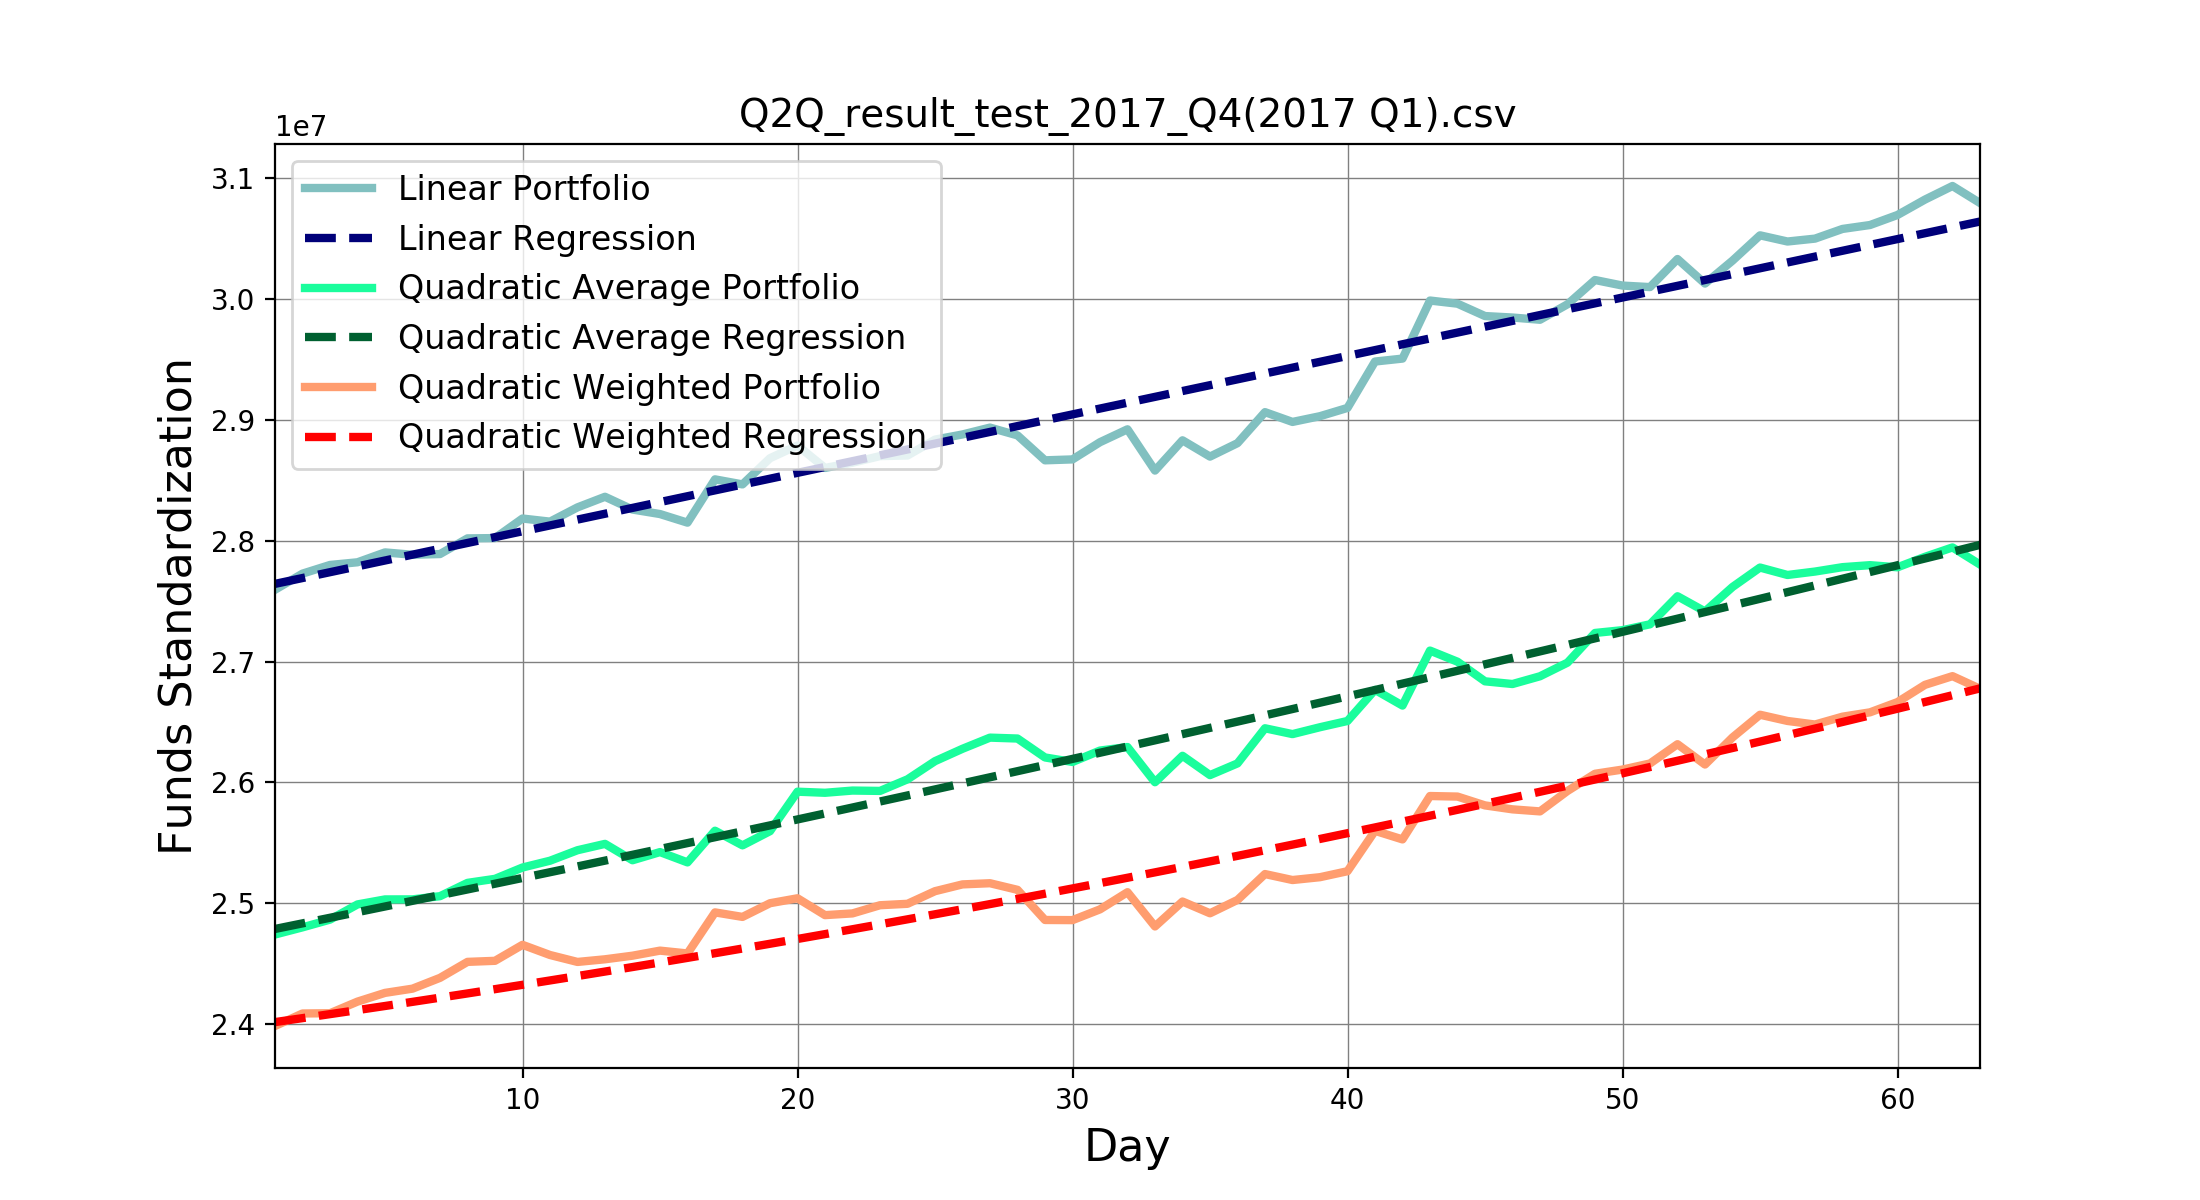 Q2Q_result_test_2017_Q4(2017 Q1).csv
1e7
3.1
3.0
2.9
2.8
2.7
2.6
2.5
2.4
Funds Standardization
Linear Portfolio
Linear Regression
Quadratic Average Portfolio
Quadratic Average Regression
Quadratic Weighted Portfolio
Quadratic Weighted Regression
10 20 30 40 50 60
Day